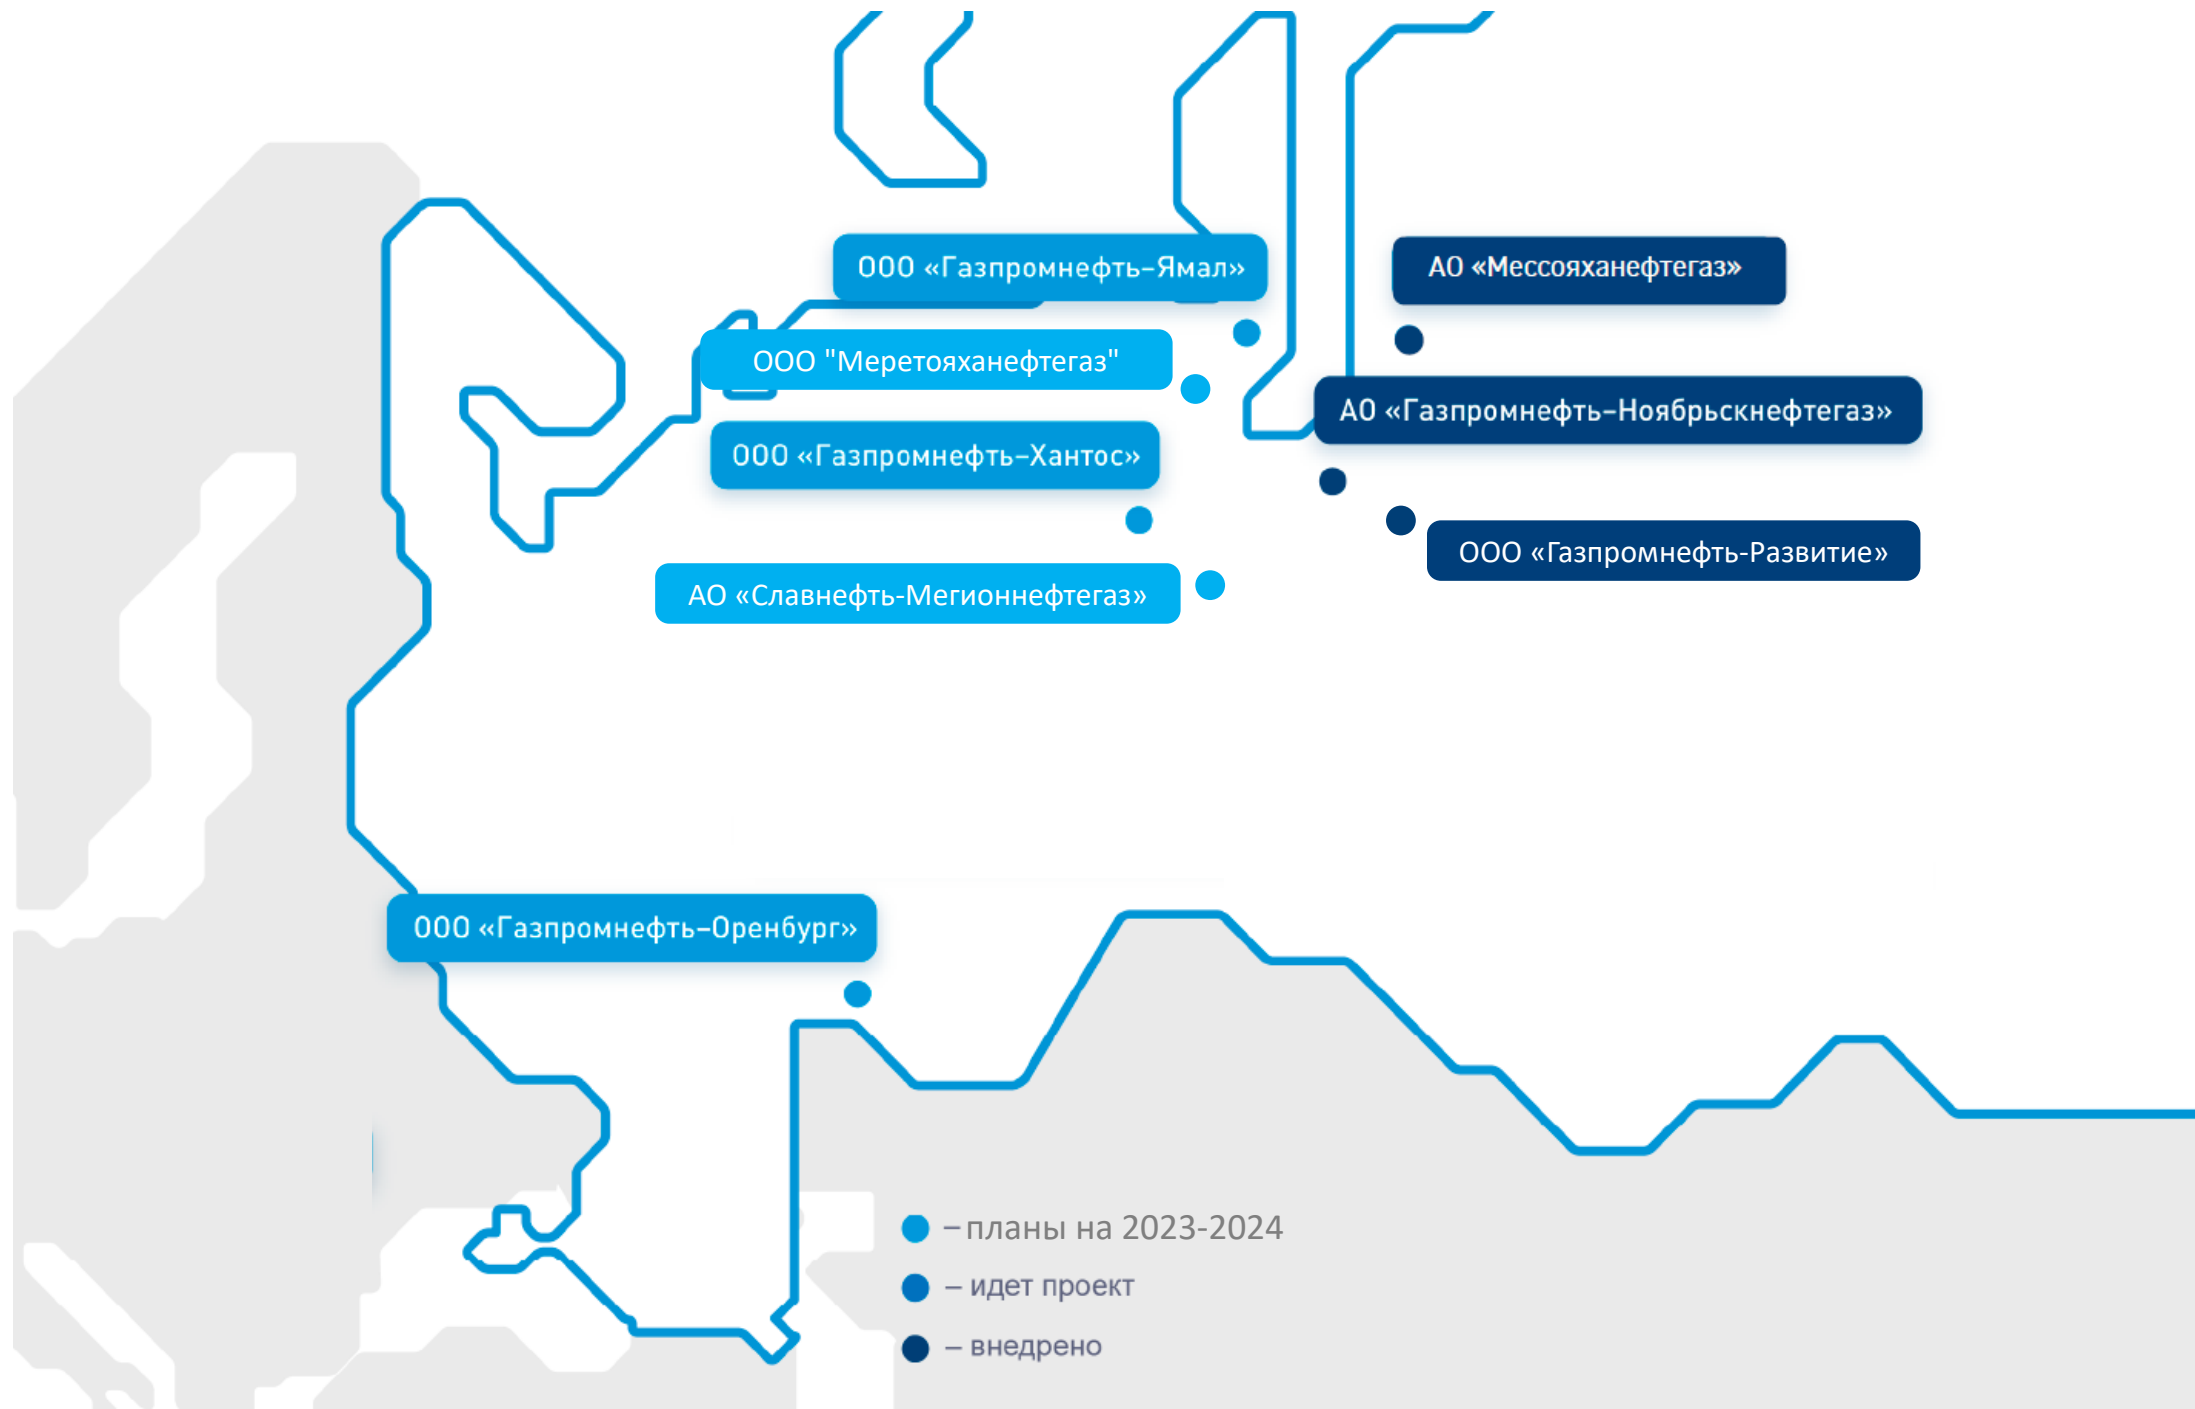 ООО «Газпромнефть-Ямал»
АО «Мессояханефтегаз»
ООО "Меретояханефтегаз"
АО «Газпромнефть-Ноябрьскнефтегаз»
ООО «Газпромнефть-Хантос»
ООО «Газпромнефть-Развитие»
АО «Славнефть-Мегионнефтегаз»
ООО «Газпромнефть-Оренбург»
– планы на 2023-2024
– идет проект
– внедрено